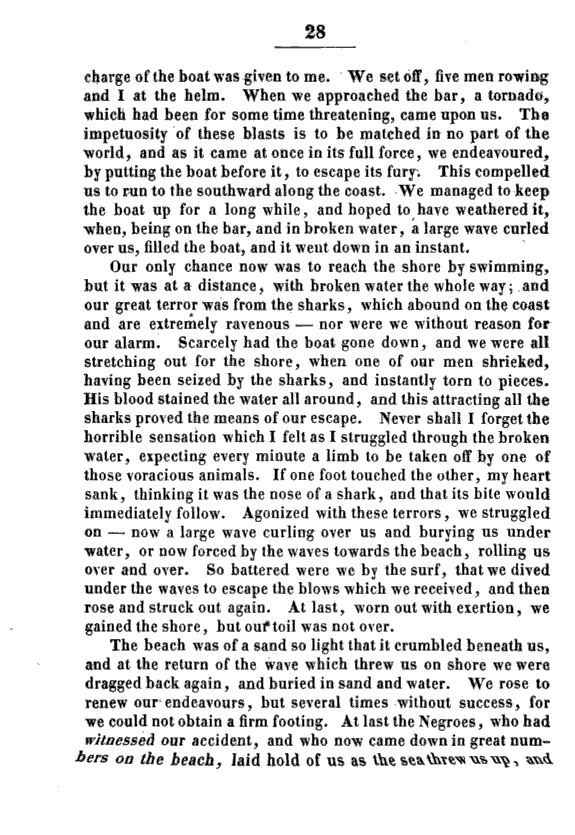 28
charge of the boat was given to me. We set off, five men rowing
and I at the helm. When we approached the bar, a tornado,
which had been for some time threatening, came upon us. The
impetuosity of these blasts is to be matched in no part of the
world, and as it came at once in its full force, we endeavoured,
by putting the boat before it, to escape its fury. This compelled
us to run to the southward along the coast. We managed to keep
the boat up for a long while, and hoped to have weathered it,
when, being on the bar, and in broken water, a large wave curled
over us, filled the boat, and it went down in an instant.
Our only chance now was to reach the shore by swimming,
but it was at a distance, with broken water the whole way; and
our great terror was from the sharks, which abound on the coast
and are extremely ravenous — nor were we without reason for
our alarm. Scarcely had the boat gone down, and we were all
stretching out for the shore, when one of our men shrieked,
having been seized by the sharks, and instantly torn to pieces.
His blood stained the water all around, and this attracting all the
sharks proved the means of our escape. Never shall I forget the
horrible sensation which I felt as I struggled through the broken
water, expecting every minute a limb to be taken off by one of
those voracious animals. If one foot touched the other, my heart
sank, thinking it was the nose of a shark, and that its bite would
immediately follow. Agonized with these terrors, we struggled
on — now a large wave curling over us and burying us under
water, or now forced by the waves towards the beach, rolling us
over and over. So battered were we by the surf, that we dived
under the waves to escape the blows which we received, and then
rose and struck out again. At last, worn out with exertion, we
gained the shore, but our toil was not over.
The beach was of a sand so light that it crumbled beneath us,
and at the return of the wave which threw us on shore we were
dragged back again, and buried in sand and water. We rose to
renew our endeavours, but several times without success, for
we could not obtain a firm footing. At last the Negroes, who had
witnessed our accident, and who now came down in great num-
bers on the beach, laid hold of us as the sea threw us up, and